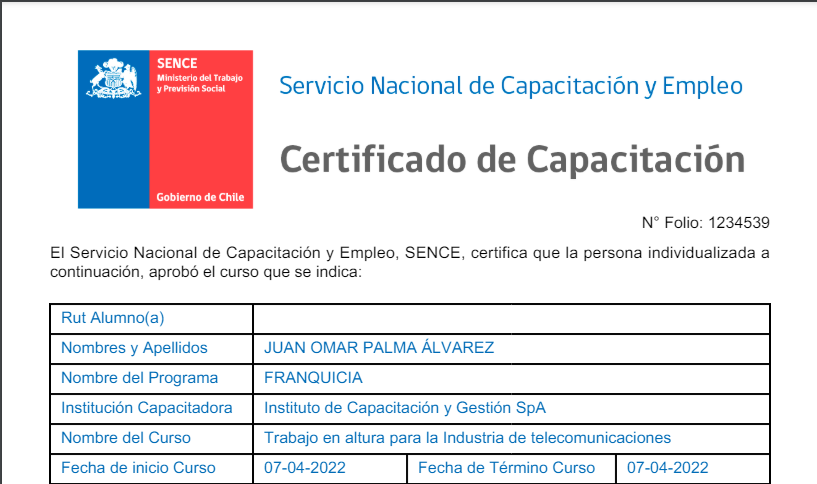 SENCE
Ministerio del Trabajo
y Previsión Social
Gobierno de Chile
Servicio Nacional de Capacitación y Empleo
Certificado de Capacitación
N° Folio: 1234539
El Servicio Nacional de Capacitación y Empleo, SENCE, certifica que la persona individualizada a
continuación, aprobó el curso que se indica:
Rut Alumno(a)
Nombres y Apellidos JUAN OMAR PALMA ÁLVAREZ
Nombre del Programa FRANQUICIA
Institución Capacitadora Instituto de Capacitación y Gestión SpA
Nombre del Curso Trabajo en altura para la Industria de telecomunicaciones
Fecha de inicio Curso 07-04-2022 Fecha de Término Curso 07-04-2022